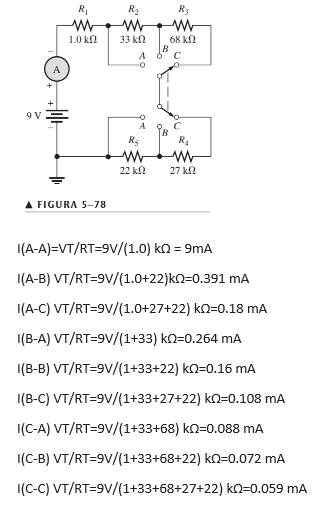 R1 R2 R3
1.0 kΩ 33 kΩ 68 kΩ
A B C
A
9 V
A B C
R5 R4
22 kΩ 27 kΩ
▲ FIGURA 5–78
I(A-A)=VT/RT=9V/(1.0) kΩ = 9mA
I(A-B) VT/RT=9V/(1.0+22)kΩ=0.391 mA
I(A-C) VT/RT=9V/(1.0+27+22) kΩ=0.18 mA
I(B-A) VT/RT=9V/(1+33) kΩ=0.264 mA
I(B-B) VT/RT=9V/(1+33+22) kΩ=0.16 mA
I(B-C) VT/RT=9V/(1+33+27+22) kΩ=0.108 mA
I(C-A) VT/RT=9V/(1+33+68) kΩ=0.088 mA
I(C-B) VT/RT=9V/(1+33+68+22) kΩ=0.072 mA
I(C-C) VT/RT=9V/(1+33+68+27+22) kΩ=0.059 mA